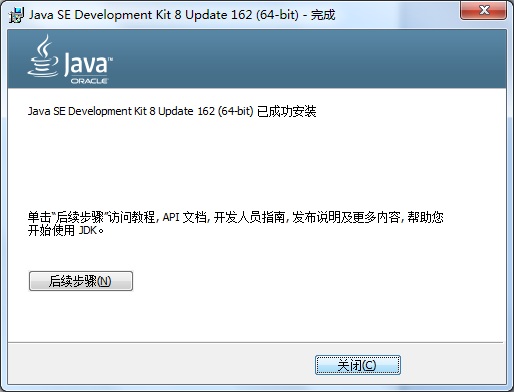 Java SE Development Kit 8 Update 162 (64-bit) - 完成
Java™
ORACLE
Java SE Development Kit 8 Update 162 (64-bit) 已成功安装
单击“后续步骤”访问教程, API 文档, 开发人员指南, 发布说明及更多内容, 帮助您
开始使用 JDK。
后续步骤(N)
关闭(C)